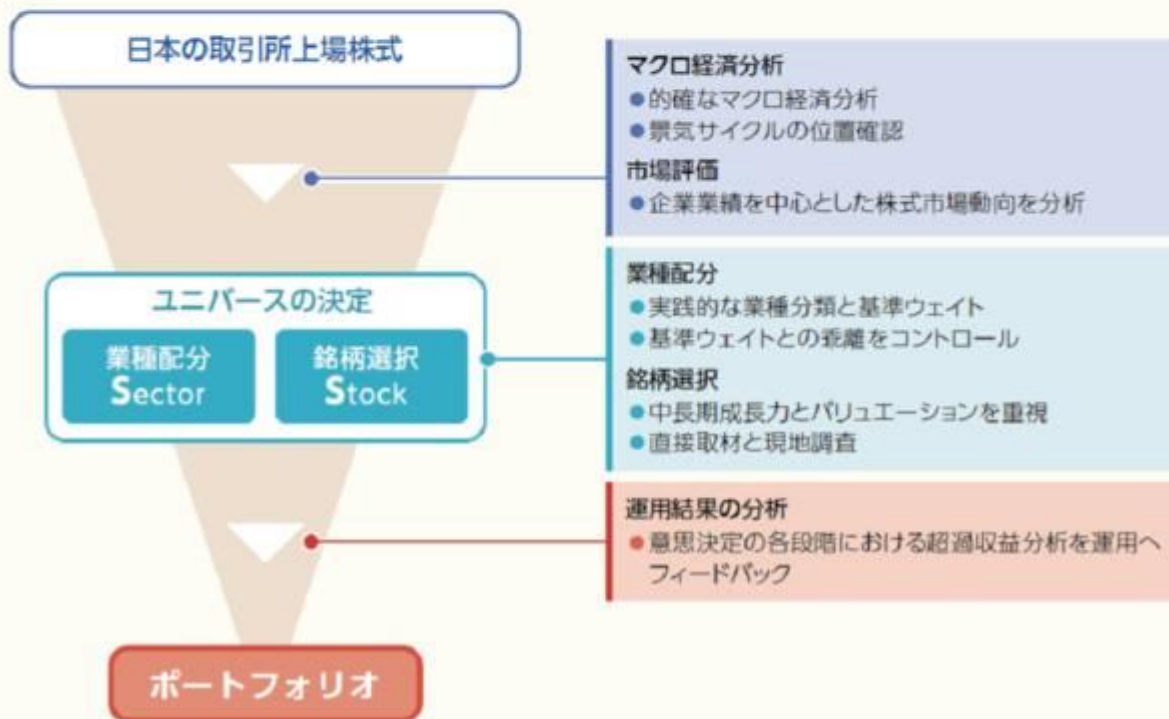 日本の取引所上場株式
マクロ経済分析
●的確なマクロ経済分析
●景気サイクルの位置確認
市場評価
●企業業績を中心とした株式市場動向を分析
ユニバースの決定
業種配分
Sector
銘柄選択
Stock
業種配分
●実践的な業種分類と基準ウェイト
●基準ウェイトとの乖離をコントロール
銘柄選択
●中長期成長力とバリュエーションを重視
●直接取材と現地調査
運用結果の分析
●意思決定の各段階における超過収益分析を運用へ
フィードバック
ポートフォリオ